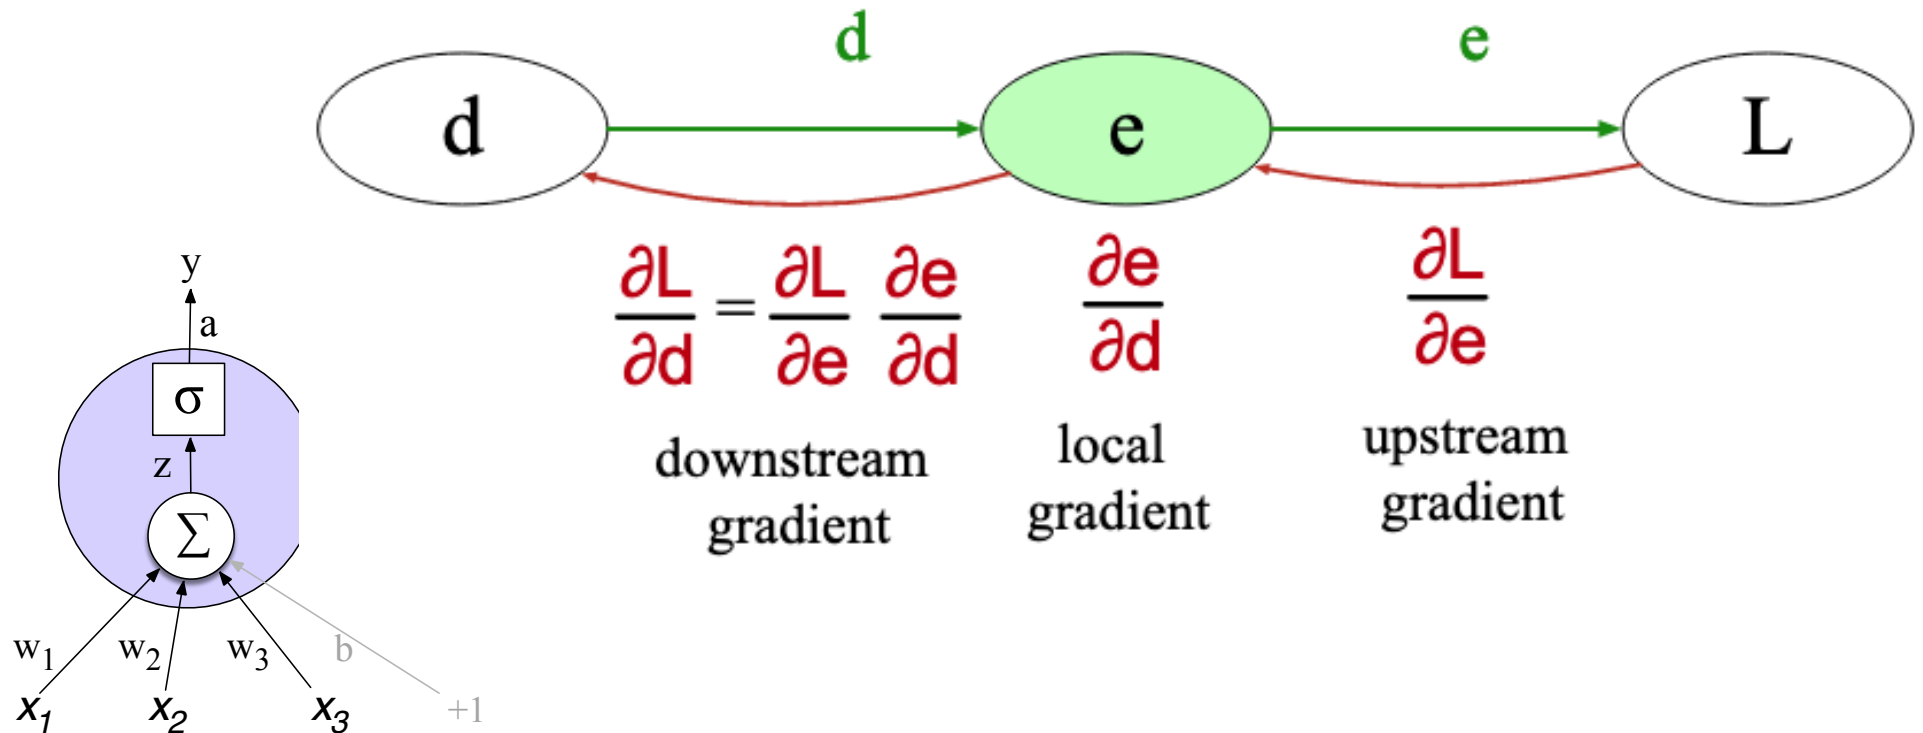 d e
d e L
∂L/∂d = ∂L/∂e ∂e/∂d
∂e/∂d
∂L/∂e
downstream
gradient
local
gradient
upstream
gradient
y
a
σ
z
∑
w1 w2 w3 b
x1 x2 x3 +1